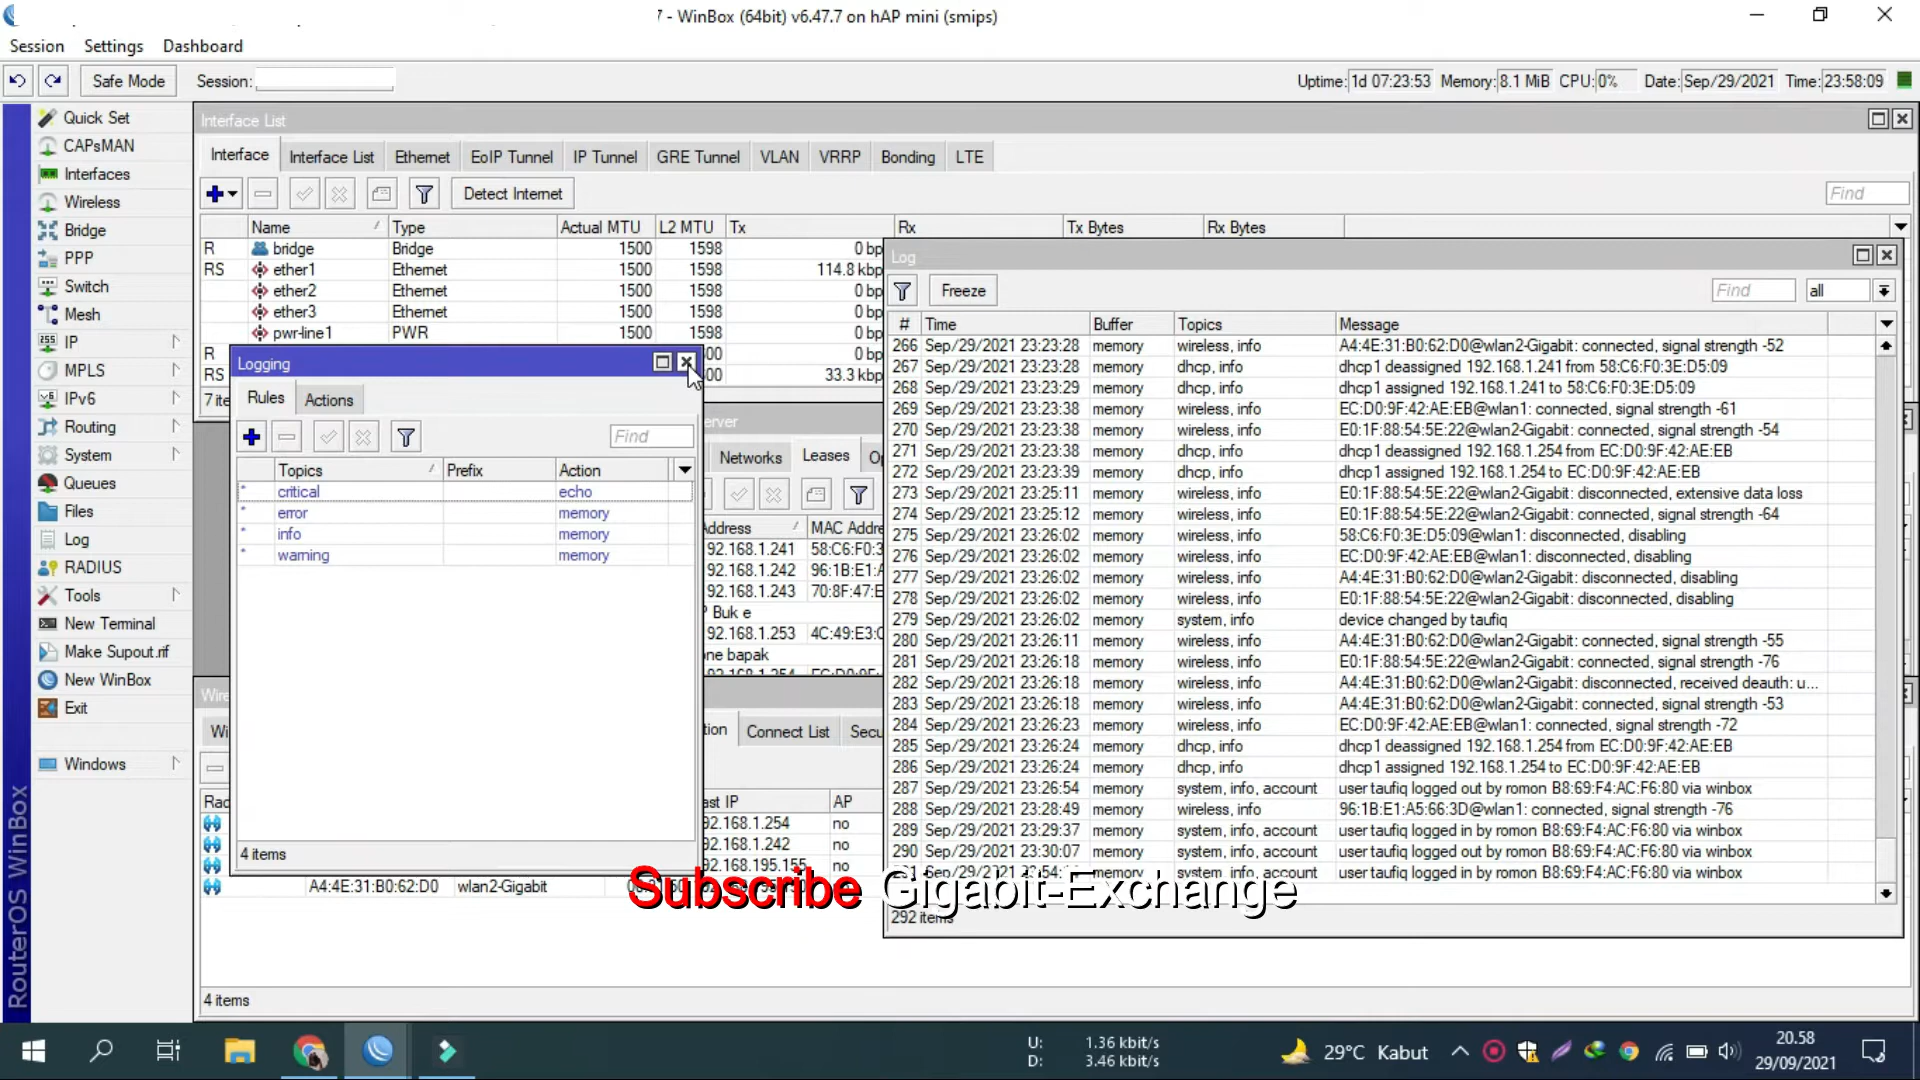 7 - WinBox (64bit) v6.47.7 on hAP mini (smips)
Session Settings Dashboard
Safe Mode Session: Uptime: 1d 07:23:53 Memory: 8.1 MiB CPU: 0% Date: Sep/29/2021 Time: 23:58:09
Quick Set
CAPsMAN
Interfaces
Wireless
Bridge
PPP
Switch
Mesh
IP
MPLS
IPv6
Routing
System
Queues
Files
Log
RADIUS
Tools
New Terminal
Make Supout.rif
New WinBox
Exit
Windows
RouterOS WinBox
Interface List
Interface Interface List Ethernet EoIP Tunnel IP Tunnel GRE Tunnel VLAN VRRP Bonding LTE
Detect Internet Find
Name Type Actual MTU L2 MTU Tx Rx Tx Bytes Rx Bytes
R bridge Bridge 1500 1598 0 bp
RS ether1 Ethernet 1500 1598 114.8 kbp
ether2 Ethernet 1500 1598 0 bp
ether3 Ethernet 1500 1598 0 bp
pwr-line1 PWR 1500 1598 0 bp
R 00 0 bp
RS 00 33.3 kbp
7 ite
Logging
Rules Actions
Find
Topics Prefix Action
* critical echo
* error memory
* info memory
* warning memory
4 items
erver
Networks Leases Op
Address MAC Addre
92.168.1.241 58:C6:F0:3
92.168.1.242 96:1B:E1:A
92.168.1.243 70:8F:47:E
P Buk e
92.168.1.253 4C:49:E3:C
one bapak
Wire
Wi tion Connect List Secu
Rad ast IP AP
92.168.1.254 no
92.168.1.242 no
92.168.195.155 no
A4:4E:31:B0:62:D0 wlan2-Gigabit
4 items
Log
Freeze Find all
# Time Buffer Topics Message
266 Sep/29/2021 23:23:28 memory wireless, info A4:4E:31:B0:62:D0@wlan2-Gigabit: connected, signal strength -52
267 Sep/29/2021 23:23:28 memory dhcp, info dhcp1 deassigned 192.168.1.241 from 58:C6:F0:3E:D5:09
268 Sep/29/2021 23:23:29 memory dhcp, info dhcp1 assigned 192.168.1.241 to 58:C6:F0:3E:D5:09
269 Sep/29/2021 23:23:38 memory wireless, info EC:D0:9F:42:AE:EB@wlan1: connected, signal strength -61
270 Sep/29/2021 23:23:38 memory wireless, info E0:1F:88:54:5E:22@wlan2-Gigabit: connected, signal strength -54
271 Sep/29/2021 23:23:38 memory dhcp, info dhcp1 deassigned 192.168.1.254 from EC:D0:9F:42:AE:EB
272 Sep/29/2021 23:23:39 memory dhcp, info dhcp1 assigned 192.168.1.254 to EC:D0:9F:42:AE:EB
273 Sep/29/2021 23:25:11 memory wireless, info E0:1F:88:54:5E:22@wlan2-Gigabit: disconnected, extensive data loss
274 Sep/29/2021 23:25:12 memory wireless, info E0:1F:88:54:5E:22@wlan2-Gigabit: connected, signal strength -64
275 Sep/29/2021 23:26:02 memory wireless, info 58:C6:F0:3E:D5:09@wlan1: disconnected, disabling
276 Sep/29/2021 23:26:02 memory wireless, info EC:D0:9F:42:AE:EB@wlan1: disconnected, disabling
277 Sep/29/2021 23:26:02 memory wireless, info A4:4E:31:B0:62:D0@wlan2-Gigabit: disconnected, disabling
278 Sep/29/2021 23:26:02 memory wireless, info E0:1F:88:54:5E:22@wlan2-Gigabit: disconnected, disabling
279 Sep/29/2021 23:26:02 memory system, info device changed by taufiq
280 Sep/29/2021 23:26:11 memory wireless, info A4:4E:31:B0:62:D0@wlan2-Gigabit: connected, signal strength -55
281 Sep/29/2021 23:26:18 memory wireless, info E0:1F:88:54:5E:22@wlan2-Gigabit: connected, signal strength -76
282 Sep/29/2021 23:26:18 memory wireless, info A4:4E:31:B0:62:D0@wlan2-Gigabit: disconnected, received deauth: u...
283 Sep/29/2021 23:26:18 memory wireless, info A4:4E:31:B0:62:D0@wlan2-Gigabit: connected, signal strength -53
284 Sep/29/2021 23:26:23 memory wireless, info EC:D0:9F:42:AE:EB@wlan1: connected, signal strength -72
285 Sep/29/2021 23:26:24 memory dhcp, info dhcp1 deassigned 192.168.1.254 from EC:D0:9F:42:AE:EB
286 Sep/29/2021 23:26:24 memory dhcp, info dhcp1 assigned 192.168.1.254 to EC:D0:9F:42:AE:EB
287 Sep/29/2021 23:26:54 memory system, info, account user taufiq logged out by romon B8:69:F4:AC:F6:80 via winbox
288 Sep/29/2021 23:28:49 memory wireless, info 96:1B:E1:A5:66:3D@wlan1: connected, signal strength -76
289 Sep/29/2021 23:29:37 memory system, info, account user taufiq logged in by romon B8:69:F4:AC:F6:80 via winbox
290 Sep/29/2021 23:30:07 memory system, info, account user taufiq logged out by romon B8:69:F4:AC:F6:80 via winbox
Sep/29/2021 memory system, info, account user taufiq logged in by romon B8:69:F4:AC:F6:80 via winbox
292 items
Subscribe Gigabit-Exchange
U: 1.36 kbit/s
D: 3.46 kbit/s
29°C Kabut
20.58
29/09/2021